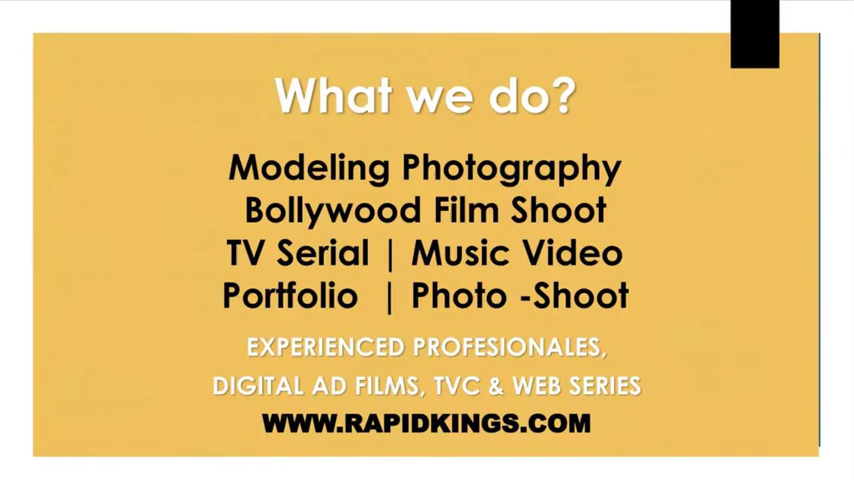 What we do?
Modeling Photography
Bollywood Film Shoot
TV Serial | Music Video
Portfolio | Photo -Shoot
EXPERIENCED PROFESIONALES,
DIGITAL AD FILMS, TVC & WEB SERIES
WWW.RAPIDKINGS.COM